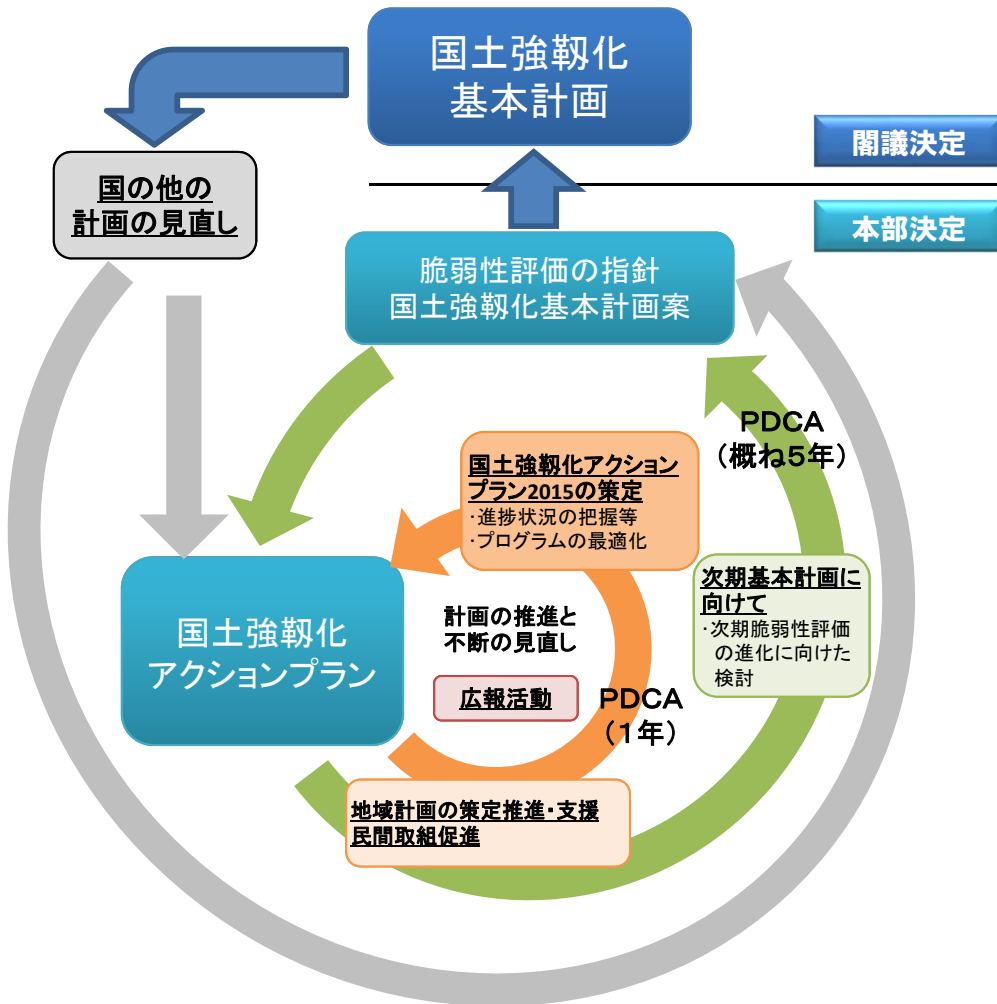 国土強靱化
基本計画
閣議決定
国の他の
計画の見直し
本部決定
脆弱性評価の指針
国土強靱化基本計画案
PDCA
（概ね５年）
国土強靱化アクション
プラン2015の策定
・進捗状況の把握等
・プログラムの最適化
次期基本計画に
向けて
・次期脆弱性評価
の進化に向けた
検討
国土強靱化
アクションプラン
計画の推進と
不断の見直し
広報活動
PDCA
（１年）
地域計画の策定推進・支援
民間取組促進